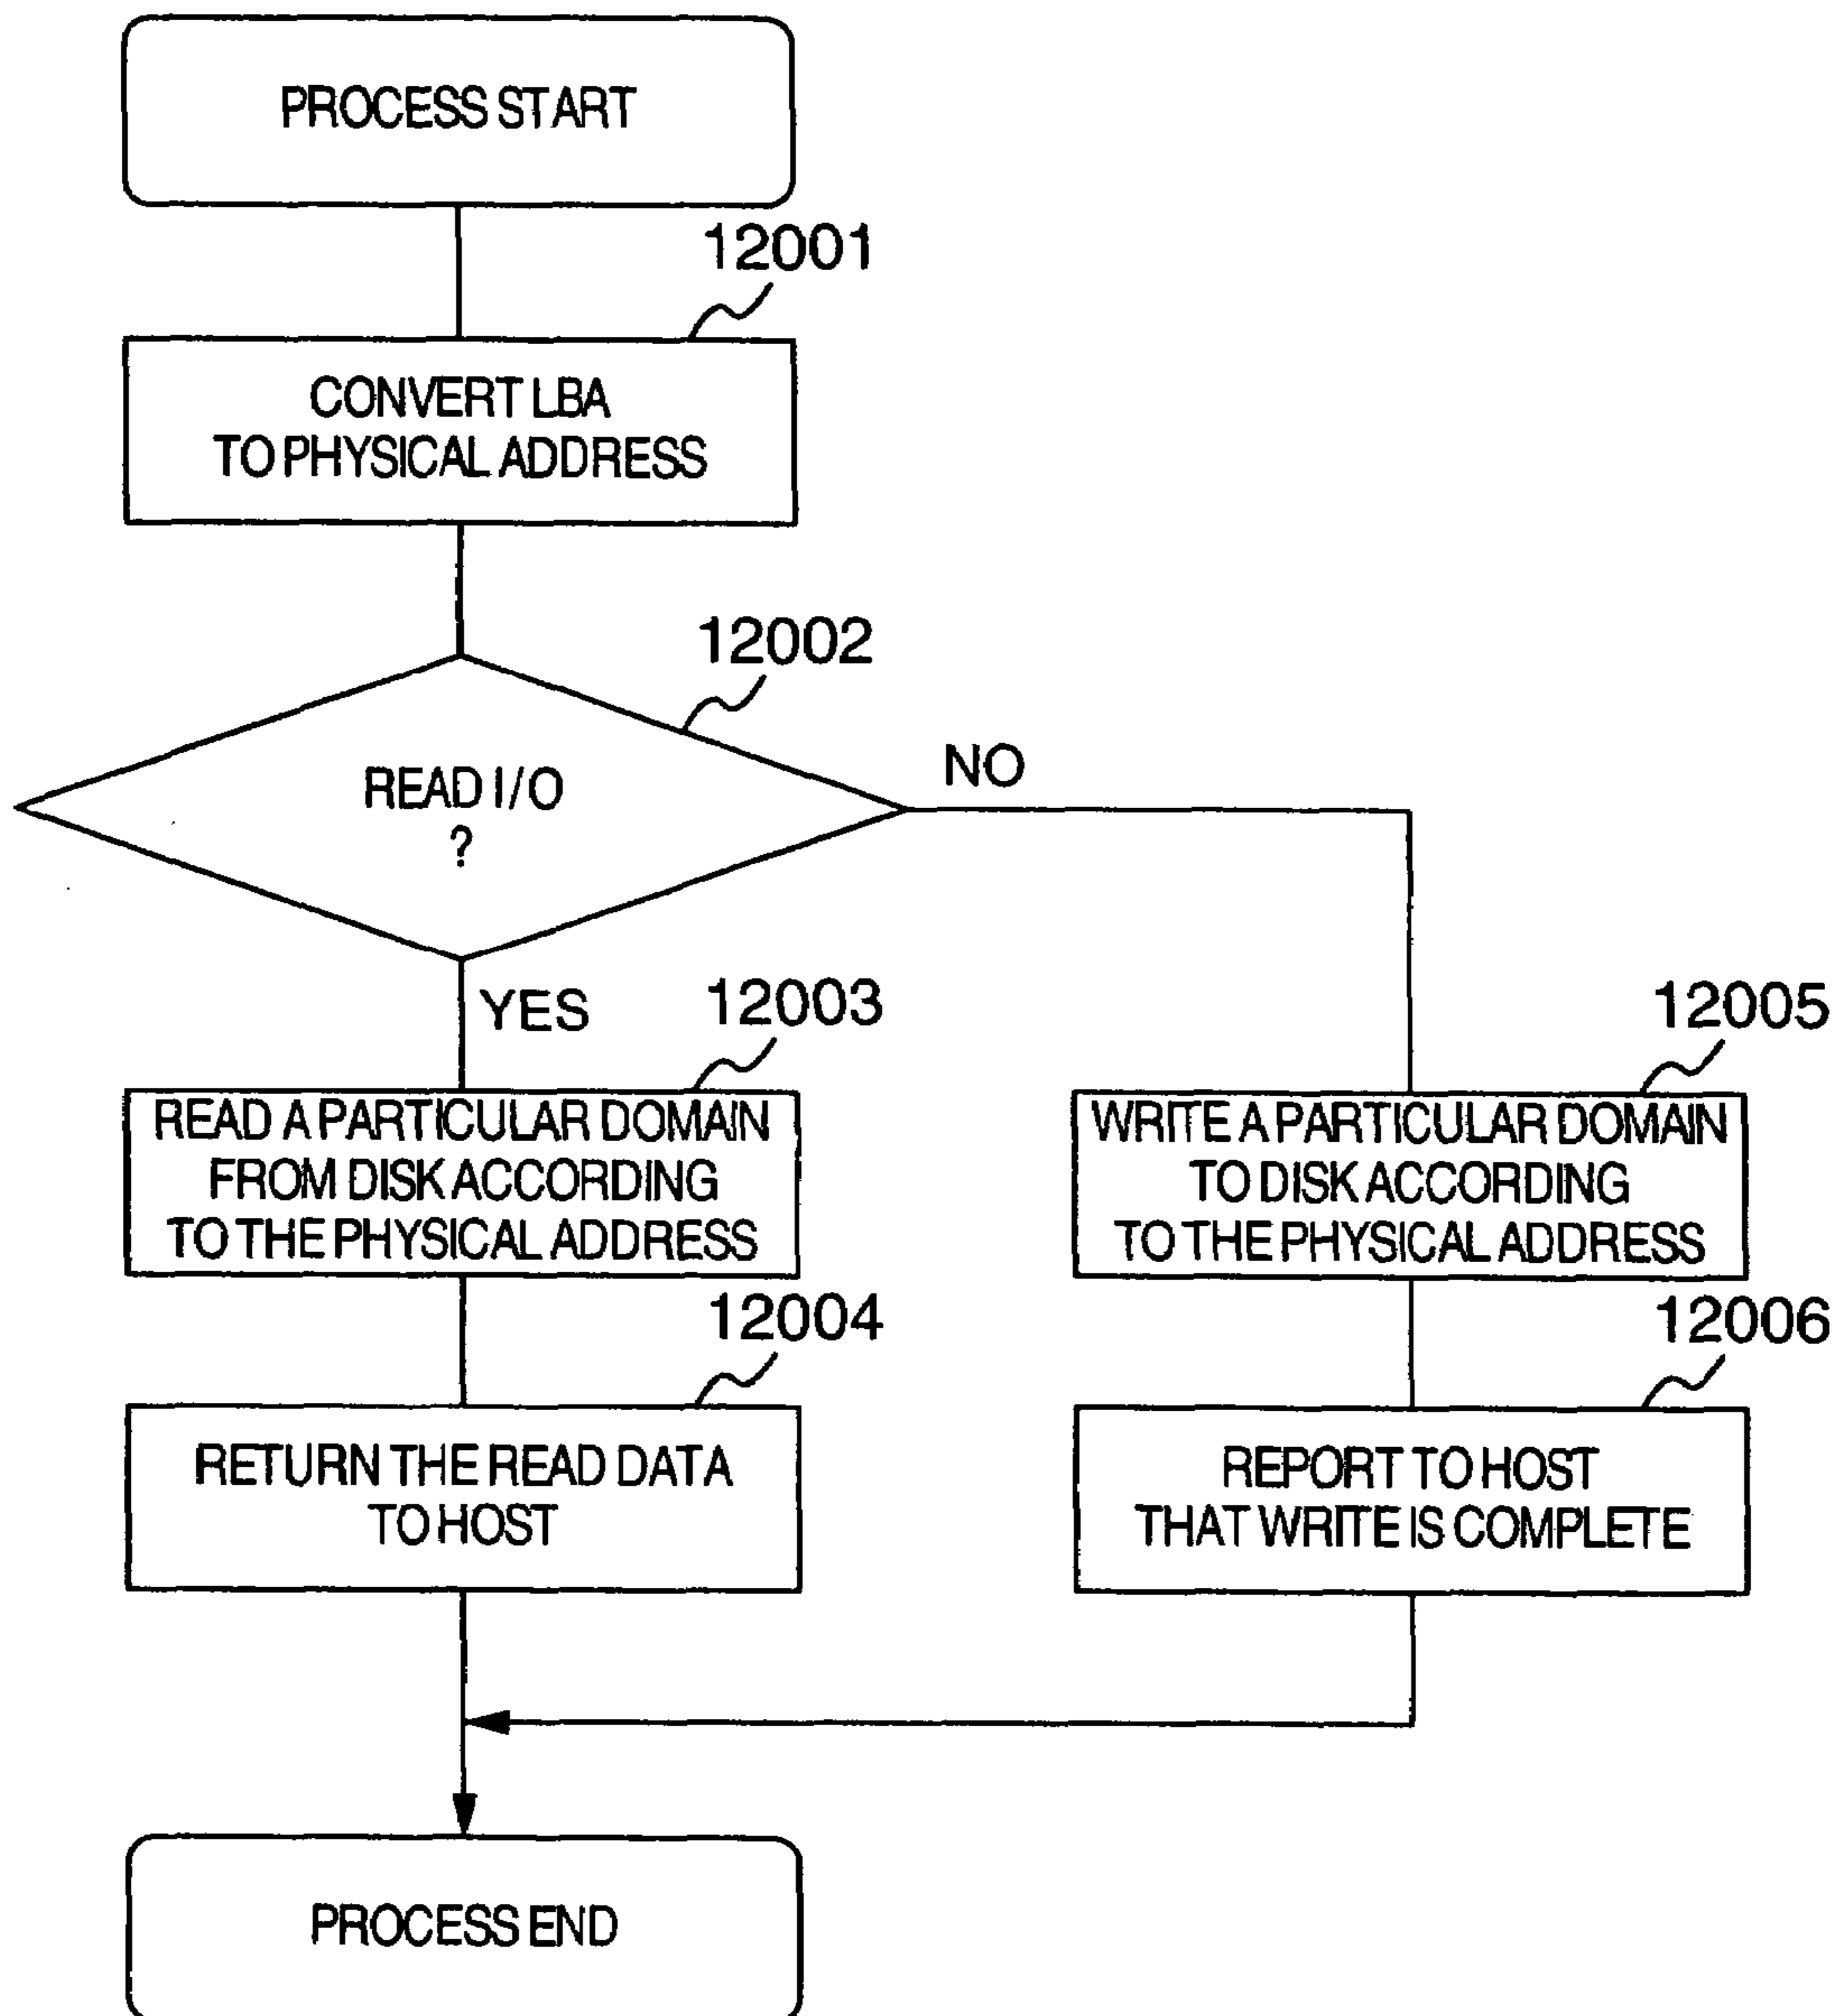 PROCESS START
12001
CONVERT LBA
TO PHYSICAL ADDRESS
12002
READ I/O
?
NO
YES
12003
READ A PARTICULAR DOMAIN
FROM DISK ACCORDING
TO THE PHYSICAL ADDRESS
12005
WRITE A PARTICULAR DOMAIN
TO DISK ACCORDING
TO THE PHYSICAL ADDRESS
12004
RETURN THE READ DATA
TO HOST
12006
REPORT TO HOST
THAT WRITE IS COMPLETE
PROCESS END